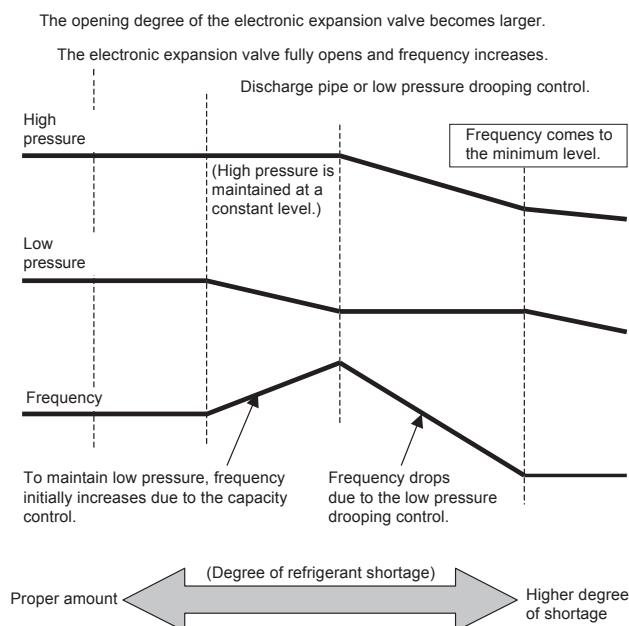 The opening degree of the electronic expansion valve becomes larger.
The electronic expansion valve fully opens and frequency increases.
Discharge pipe or low pressure drooping control.
High
pressure
Frequency comes to
the minimum level.
(High pressure is
maintained at a
constant level.)
Low
pressure
Frequency
To maintain low pressure, frequency
initially increases due to the capacity
control.
Frequency drops
due to the low pressure
drooping control.
(Degree of refrigerant shortage)
Proper amount
Higher degree
of shortage